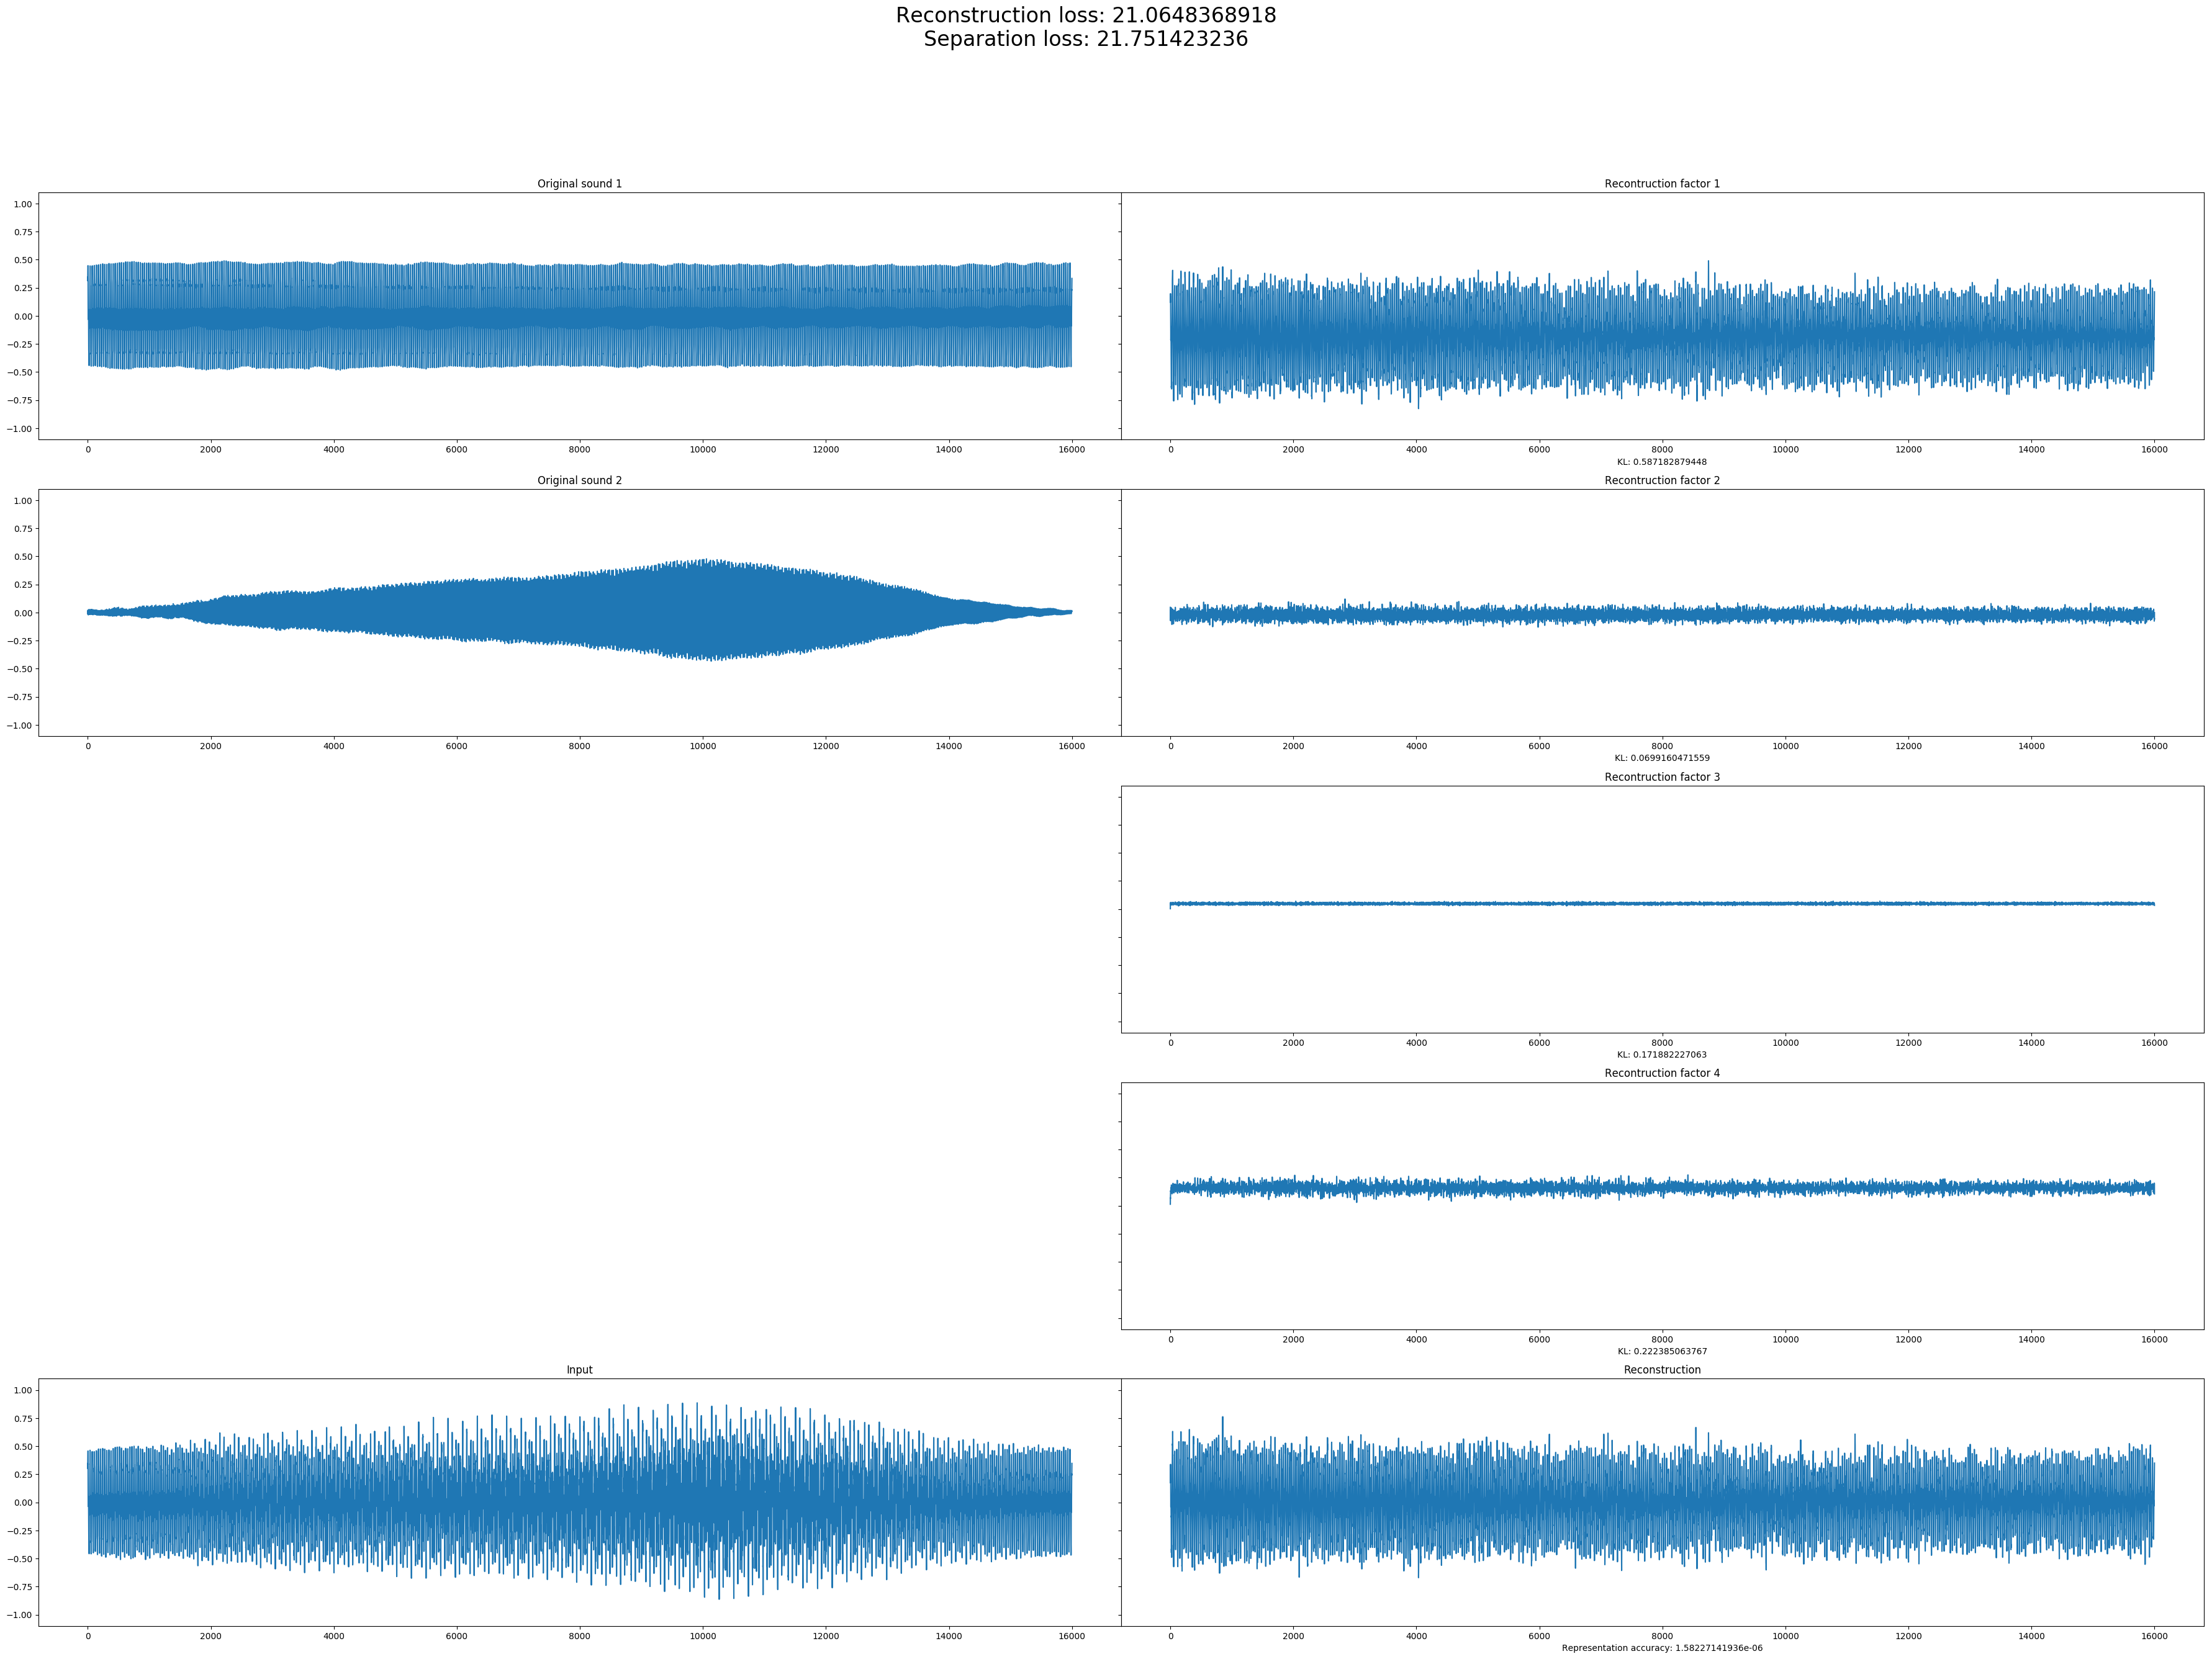 Reconstruction loss: 21.0648368918
Separation loss: 21.751423236
Original sound 1
Recontruction factor 1
1.00
0.75
0.50
0.25
0.00
−0.25
−0.50
−0.75
−1.00
0 2000 4000 6000 8000 10000 12000 14000 16000
0 2000 4000 6000 8000 10000 12000 14000 16000
KL: 0.587182879448
Original sound 2
Recontruction factor 2
1.00
0.75
0.50
0.25
0.00
−0.25
−0.50
−0.75
−1.00
0 2000 4000 6000 8000 10000 12000 14000 16000
0 2000 4000 6000 8000 10000 12000 14000 16000
KL: 0.0699160471559
Recontruction factor 3
0 2000 4000 6000 8000 10000 12000 14000 16000
KL: 0.171882227063
Recontruction factor 4
0 2000 4000 6000 8000 10000 12000 14000 16000
KL: 0.222385063767
Input
Reconstruction
1.00
0.75
0.50
0.25
0.00
−0.25
−0.50
−0.75
−1.00
0 2000 4000 6000 8000 10000 12000 14000 16000
0 2000 4000 6000 8000 10000 12000 14000 16000
Representation accuracy: 1.58227141936e-06